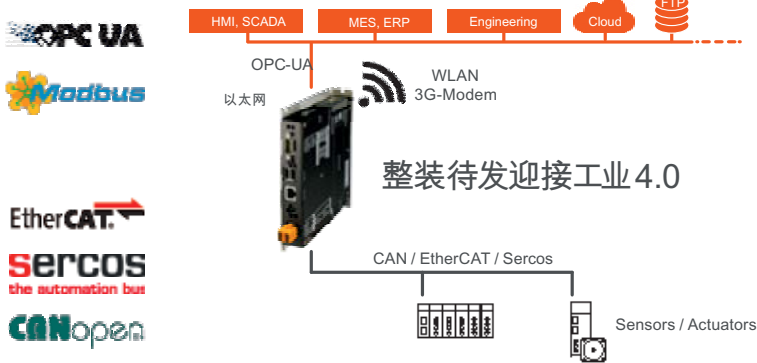 HMI, SCADA
MES, ERP
Engineering
Cloud
FTP
OPC UA
OPC-UA
WLAN
3G-Modem
Modbus
以太网
整装待发迎接工业4.0
EtherCAT.
CAN / EtherCAT / Sercos
sercos
the automation bus
CANopen
Sensors / Actuators